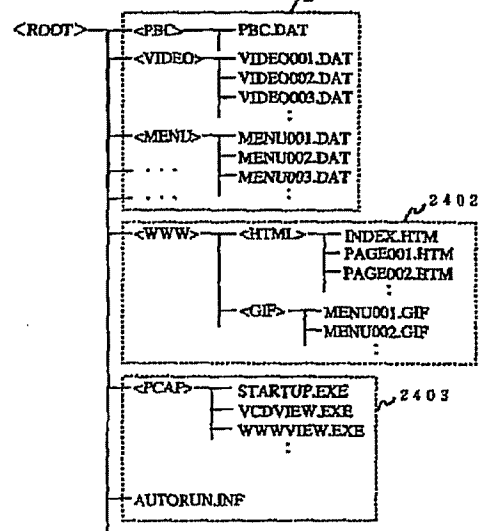 <ROOT> <PBC> PBC.DAT
<VIDEO> VIDEO001.DAT
VIDEO002.DAT
VIDEO003.DAT
:
<MENU> MENU001.DAT
MENU002.DAT
... MENU003.DAT
... :
2402
<WWW> <HTML> INDEX.HTM
PAGE001.HTM
PAGE002.HTM
:
<GIF> MENU001.GIF
MENU002.GIF
:
<PCAP> STARTUP.EXE 2403
VCDVIEW.EXE
WWWVIEW.EXE
:
AUTORUN.INF